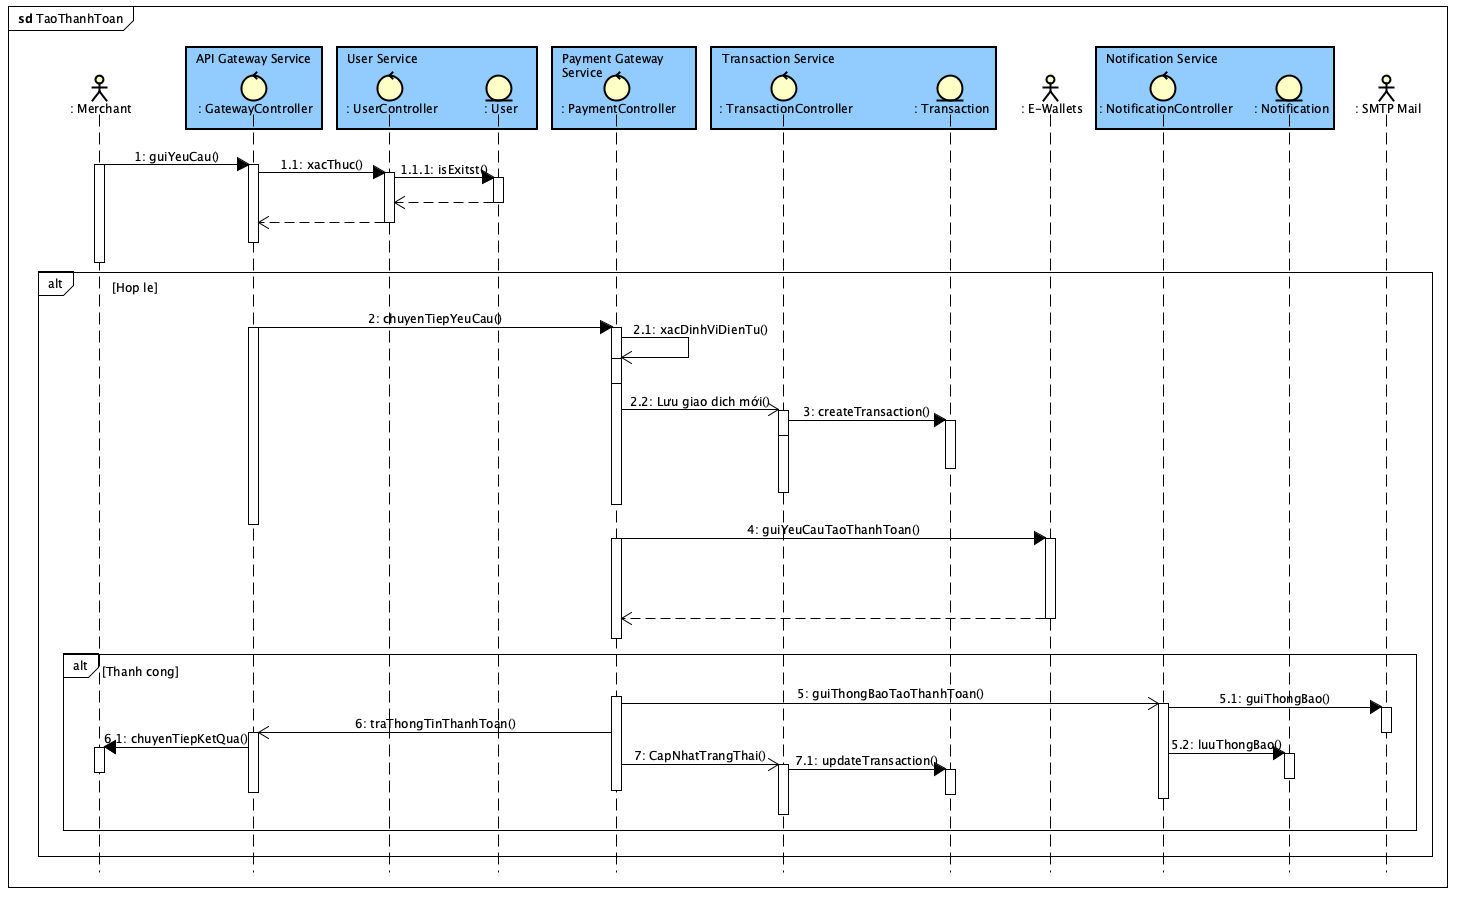 sd TaoThanhToan
API Gateway Service
User Service
Payment Gateway
Service
Transaction Service
Notification Service
: Merchant
: GatewayController
: UserController
: User
: PaymentController
: TransactionController
: Transaction
: E-Wallets
: NotificationController
: Notification
: SMTP Mail
1: guiYeuCau()
1.1: xacThuc()
1.1.1: isExitst()
alt
[Hop le]
2: chuyenTiepYeuCau()
2.1: xacDinhViDienTu()
2.2: Lưu giao dich mới()
3: createTransaction()
4: guiYeuCauTaoThanhToan()
alt
[Thanh cong]
5: guiThongBaoTaoThanhToan()
5.1: guiThongBao()
6: traThongTinThanhToan()
6.1: chuyenTiepKetQua()
5.2: luuThongBao()
7: CapNhatTrangThai()
7.1: updateTransaction()